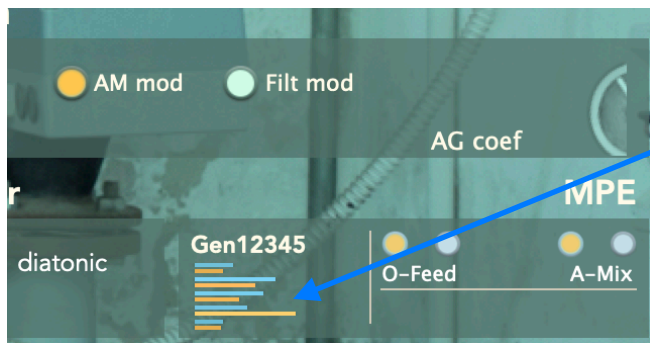 AM mod Filt mod
AG coef
r MPE
Gen12345
diatonic
O-Feed A-Mix